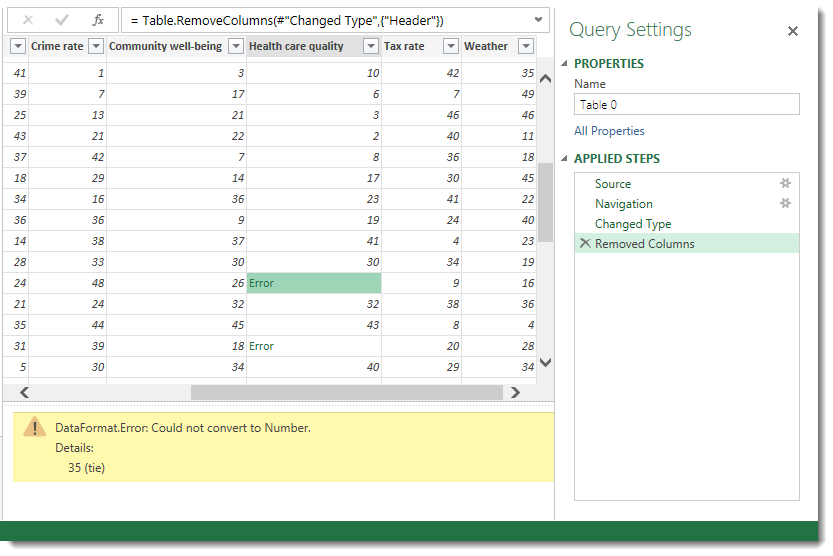 fx = Table.RemoveColumns(#"Changed Type",{"Header"})
Crime rate Community well-being Health care quality Tax rate Weather
41 1 3 10 42 35
39 7 17 6 7 49
25 13 21 3 46 46
43 21 22 2 40 11
37 42 7 8 36 18
18 29 14 17 30 45
34 16 36 23 41 22
36 36 9 19 24 40
14 38 37 41 4 23
28 33 30 30 34 19
24 48 26 Error 9 16
21 24 32 32 38 36
35 44 45 43 8 4
31 39 18 Error 20 28
5 30 34 40 29 34
DataFormat.Error: Could not convert to Number.
Details:
35 (tie)
Query Settings
PROPERTIES
Name
Table 0
All Properties
APPLIED STEPS
Source
Navigation
Changed Type
Removed Columns